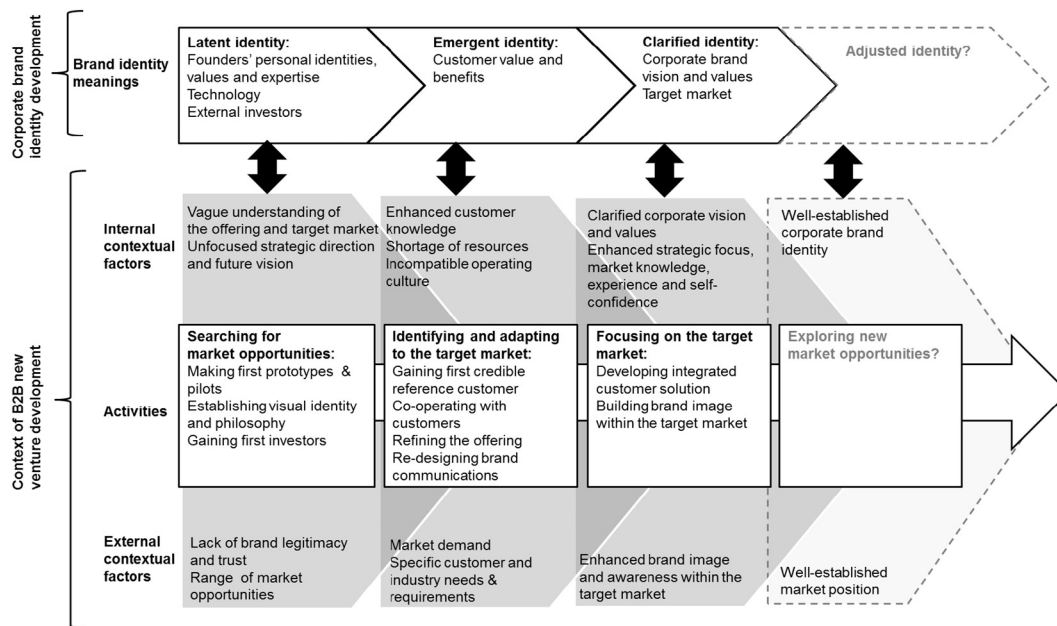 Corporate brand
identity development
Brand identity
meanings
Latent identity:
Founders' personal identities,
values and expertise
Technology
External investors
Emergent identity:
Customer value and
benefits
Clarified identity:
Corporate brand
vision and values
Target market
Adjusted identity?
Context of B2B new
venture development
Internal
contextual
factors
Vague understanding of
the offering and target market
Unfocused strategic direction
and future vision
Enhanced customer
knowledge
Shortage of resources
Incompatible operating
culture
Clarified corporate vision
and values
Enhanced strategic focus,
market knowledge,
experience and self-
confidence
Well-established
corporate brand
identity
Activities
Searching for
market opportunities:
Making first prototypes &
pilots
Establishing visual identity
and philosophy
Gaining first investors
Identifying and adapting
to the target market:
Gaining first credible
reference customer
Co-operating with
customers
Refining the offering
Re-designing brand
communications
Focusing on the target
market:
Developing integrated
customer solution
Building brand image
within the target market
Exploring new
market opportunities?
External
contextual
factors
Lack of brand legitimacy
and trust
Range of market
opportunities
Market demand
Specific customer and
industry needs &
requirements
Enhanced brand image
and awareness within the
target market
Well-established
market position